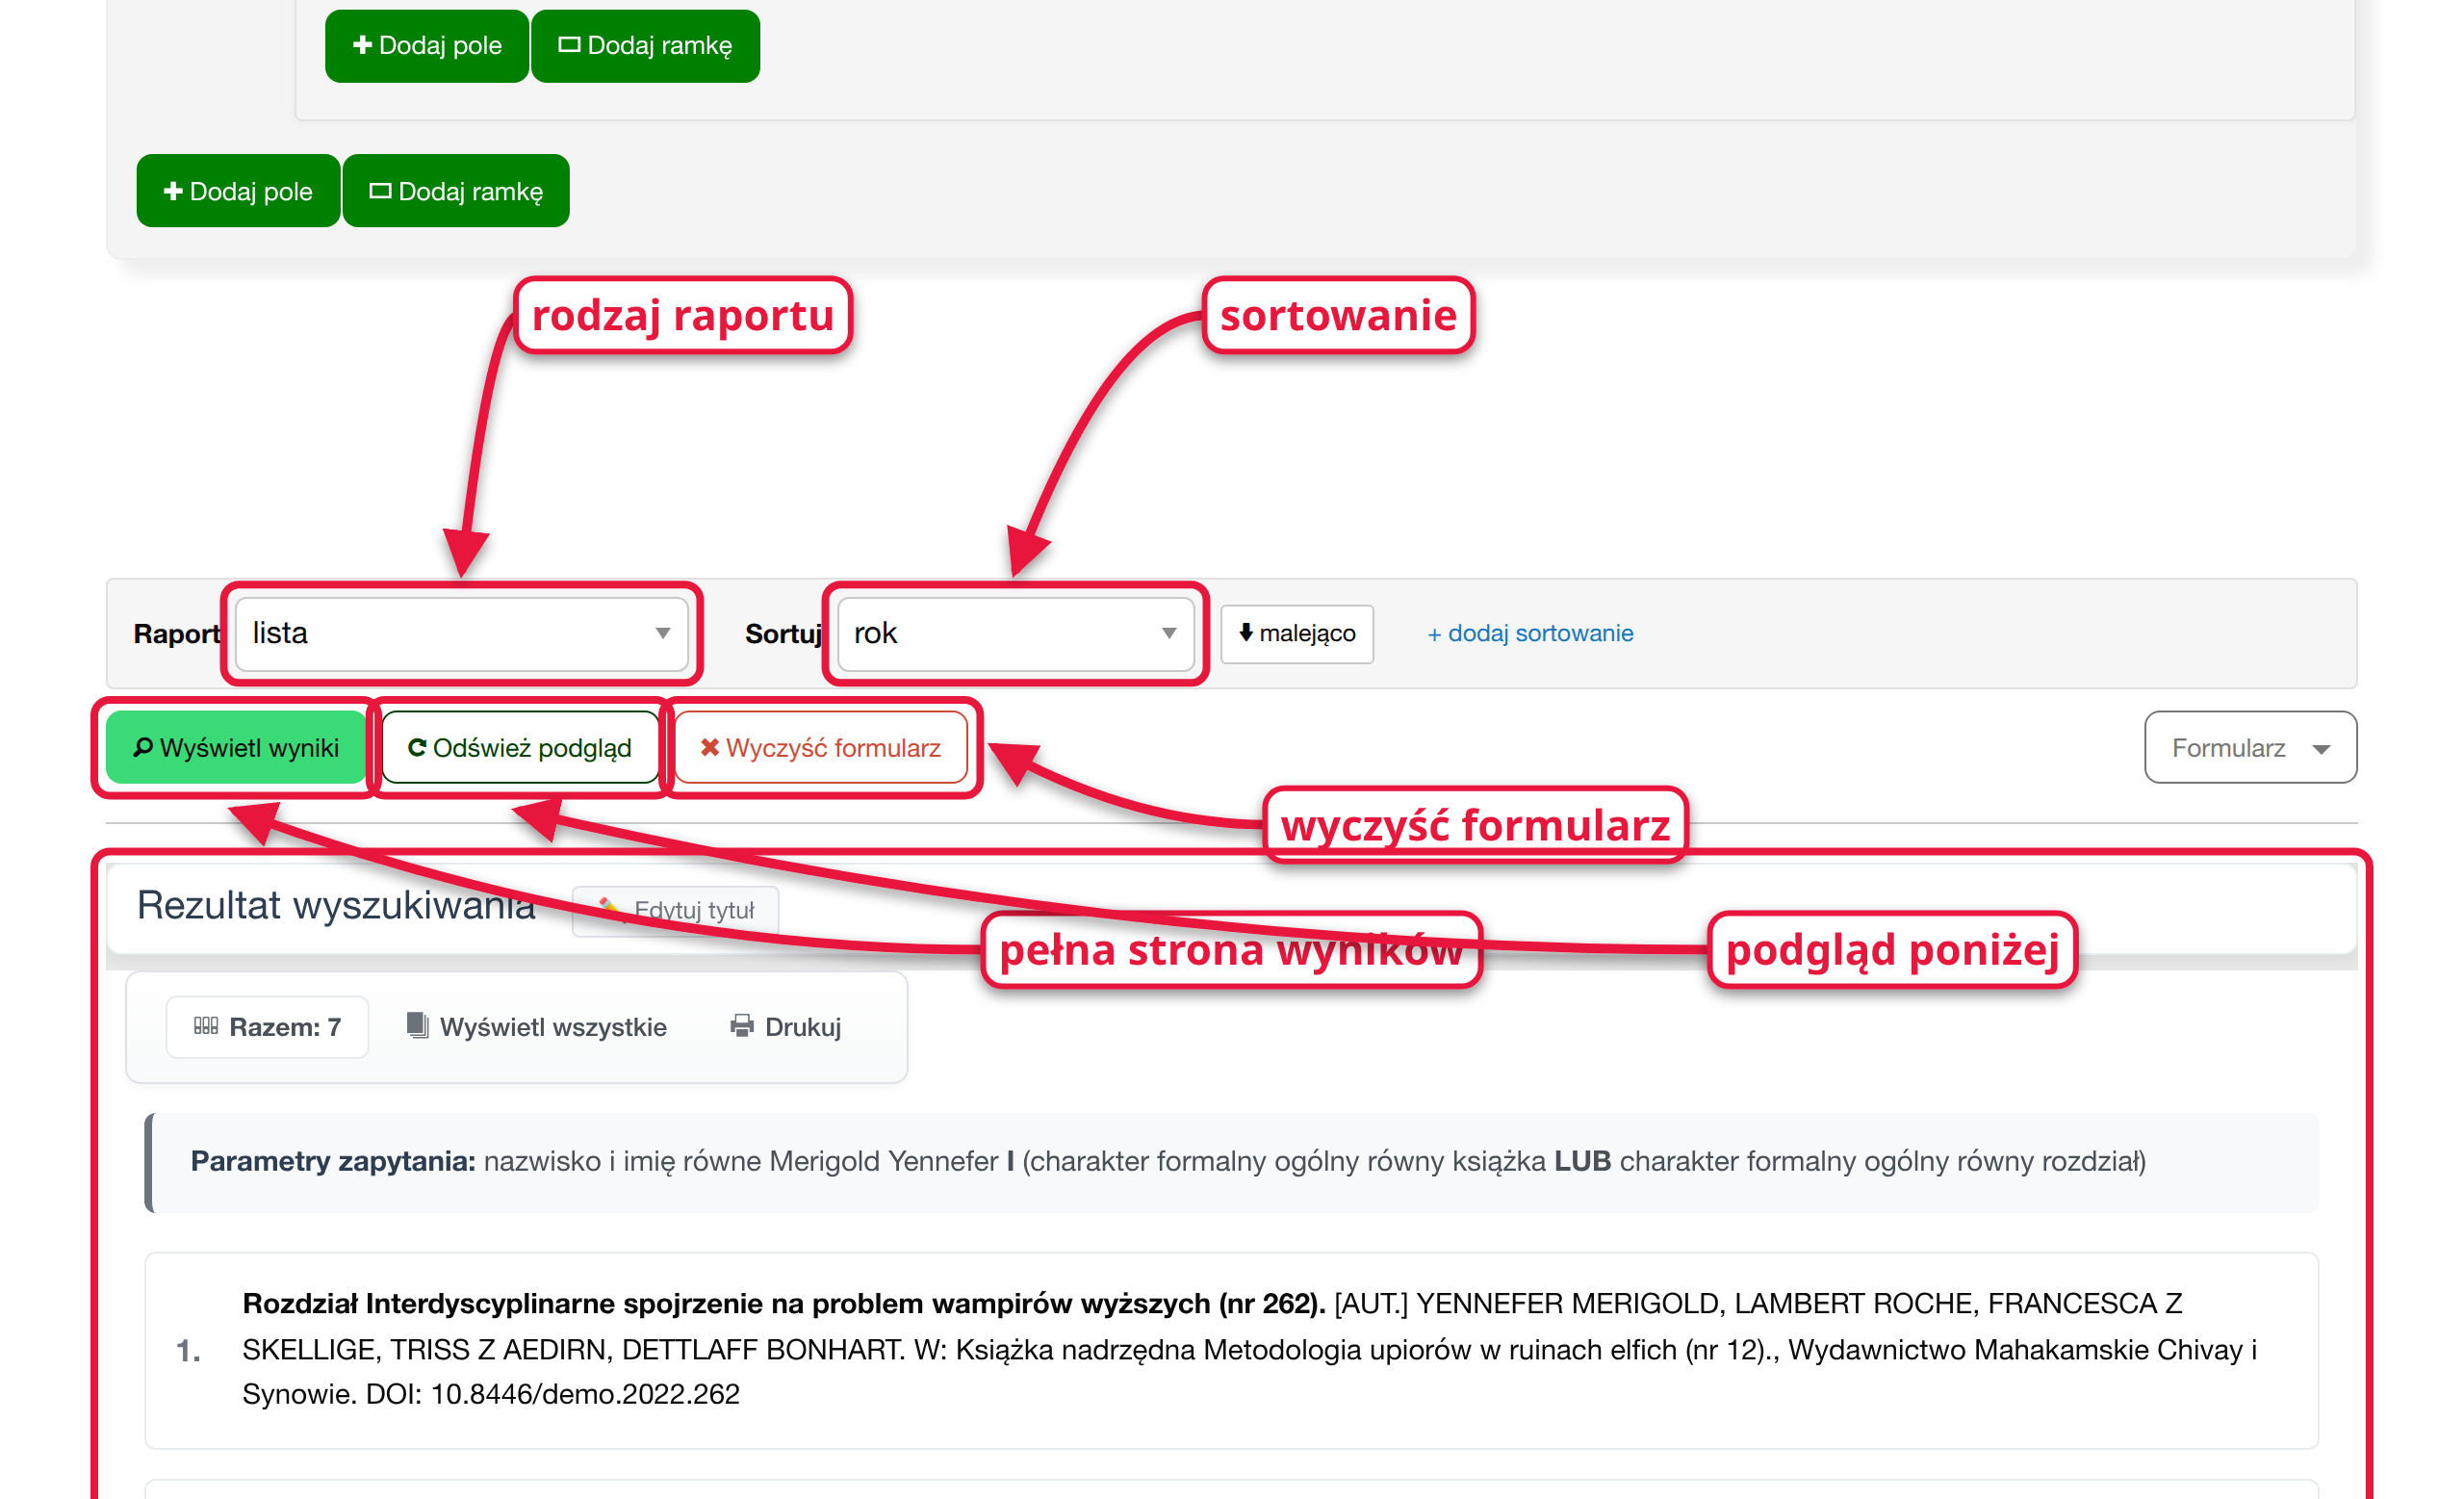 Dodaj pole Dodaj ramkę
Dodaj pole Dodaj ramkę
rodzaj raportu sortowanie
Raport lista Sortuj rok malejąco + dodaj sortowanie
Wyświetl wyniki Odśwież podgląd Wyczyść formularz Formularz
wyczyść formularz
Rezultat wyszukiwania Edytuj tytuł
pełna strona wyników podgląd poniżej
Razem: 7 Wyświetl wszystkie Drukuj
Parametry zapytania: nazwisko i imię równe Merigold Yennefer I (charakter formalny ogólny równy książka LUB charakter formalny ogólny równy rozdział)
Rozdział Interdyscyplinarne spojrzenie na problem wampirów wyższych (nr 262). [AUT.] YENNEFER MERIGOLD, LAMBERT ROCHE, FRANCESCA Z
1. SKELLIGE, TRISS Z AEDIRN, DETTLAFF BONHART. W: Książka nadrzędna Metodologia upiorów w ruinach elfich (nr 12)., Wydawnictwo Mahakamskie Chivay i
Synowie. DOI: 10.8446/demo.2022.262